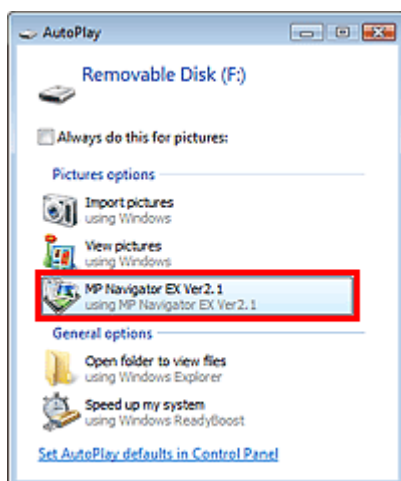 AutoPlay
Removable Disk (F:)
Always do this for pictures:
Pictures options
Import pictures
using Windows
View pictures
using Windows
MP Navigator EX Ver2.1
using MP Navigator EX Ver2.1
General options
Open folder to view files
using Windows Explorer
Speed up my system
using Windows ReadyBoost
Set AutoPlay defaults in Control Panel